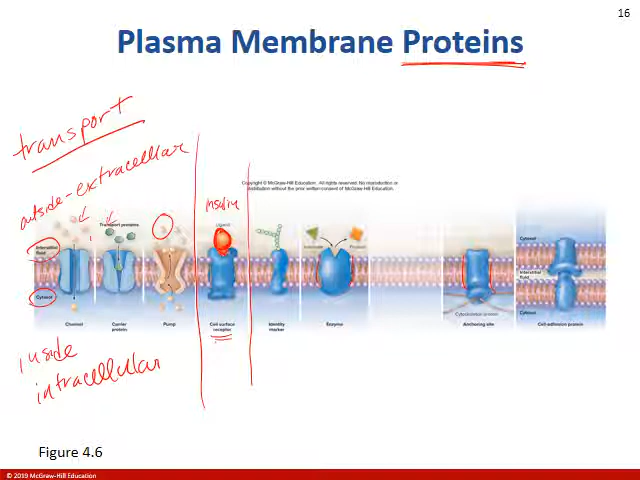 16
Plasma Membrane Proteins
transport
outside-extracellular
Copyright © McGraw-Hill Education. All rights reserved. No reproduction or
distribution without the prior written consent of McGraw-Hill Education.
insulin
Ligand
Transport proteins
Interstitial
fluid
Cytosol
Channel
Carrier
protein
Pump
Cell surface
receptor
Identity
marker
Enzyme
Product
Cytoskeletal protein
Anchoring site
Cytosol
Interstitial
fluid
Cytosol
Cell-adhesion protein
inside
intracellular
Figure 4.6
© 2019 McGraw-Hill Education